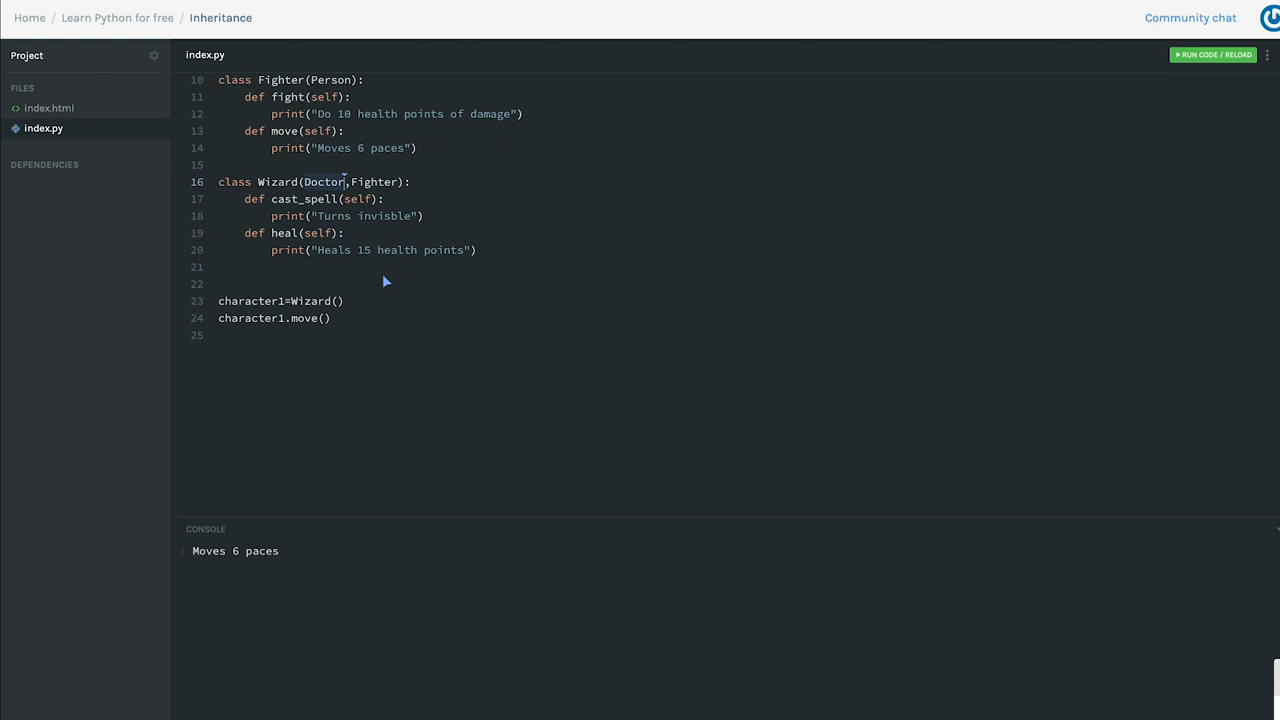 Home / Learn Python for free / Inheritance
Community chat
Project
index.py
RUN CODE / RELOAD
FILES
<> index.html
index.py
DEPENDENCIES
10 class Fighter(Person):
11     def fight(self):
12         print("Do 10 health points of damage")
13     def move(self):
14         print("Moves 6 paces")
15
16 class Wizard(Doctor,Fighter):
17     def cast_spell(self):
18         print("Turns invisble")
19     def heal(self):
20         print("Heals 15 health points")
21
22
23 character1=Wizard()
24 character1.move()
25
CONSOLE
Moves 6 paces